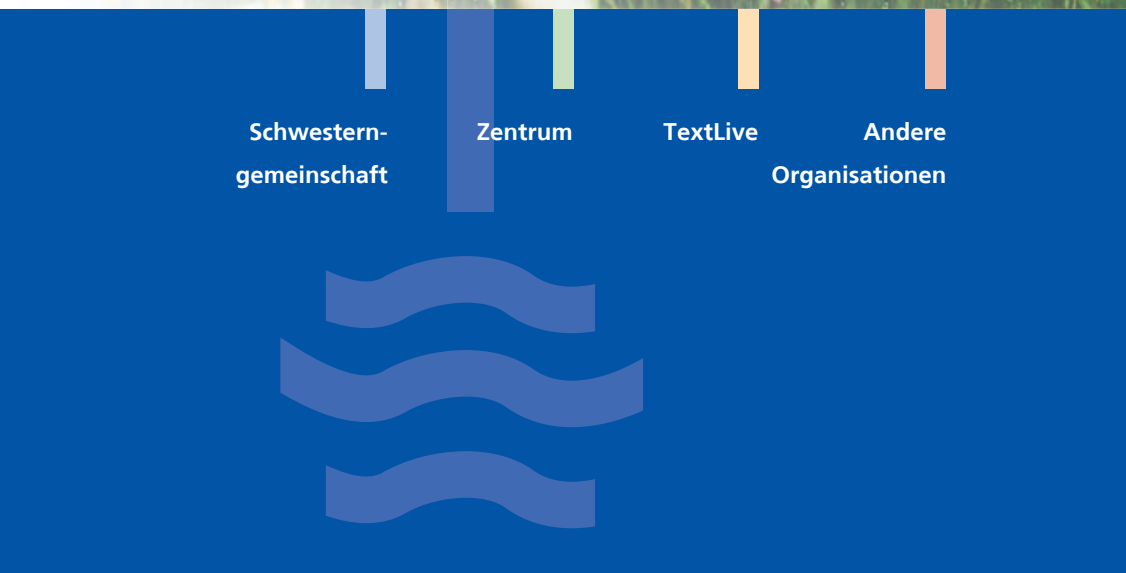 Schwestern-
gemeinschaft
Zentrum
TextLive
Andere
Organisationen